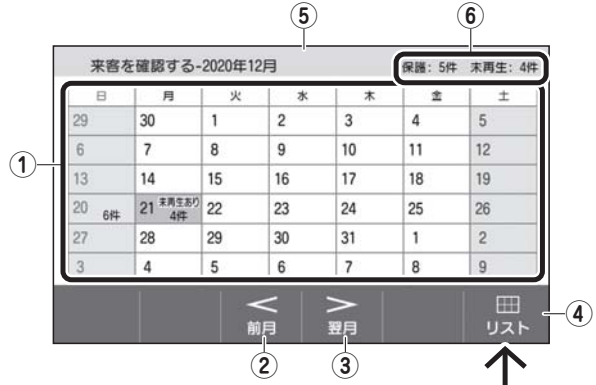 ⑤
⑥
来客を確認する-2020年12月
保護: 5件 未再生: 4件
①
日 月 火 水 木 金 土
29 30 1 2 3 4 5
6 7 8 9 10 11 12
13 14 15 16 17 18 19
20 6件 21 未再生あり 4件 22 23 24 25 26
27 28 29 30 31 1 2
3 4 5 6 7 8 9
前月
翌月
リスト
④
②
③